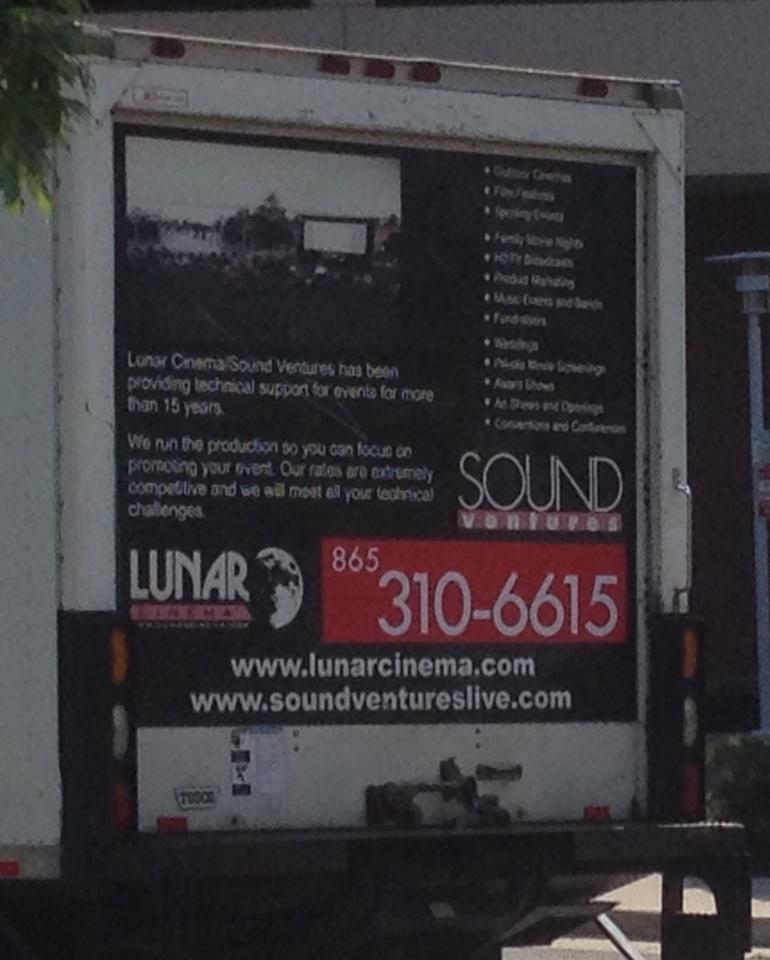 • Outdoor Cinemas
• Film Festivals
• Sporting Events
• Family Movie Nights
• HDTV Broadcasts
• Product Marketing
• Music Events and Bands
• Fundraisers
• Weddings
• Private Movie Screenings
• Award Shows
• Art Shows and Openings
• Conventions and Conferences
Lunar Cinema/Sound Ventures has been
providing technical support for events for more
than 15 years.
We run the production so you can focus on
promoting your event. Our rates are extremely
competitive and we will meet all your technical
challenges.
SOUND
ventures
LUNAR
CINEMA
865
310-6615
www.lunarcinema.com
www.soundventureslive.com
TOMCO